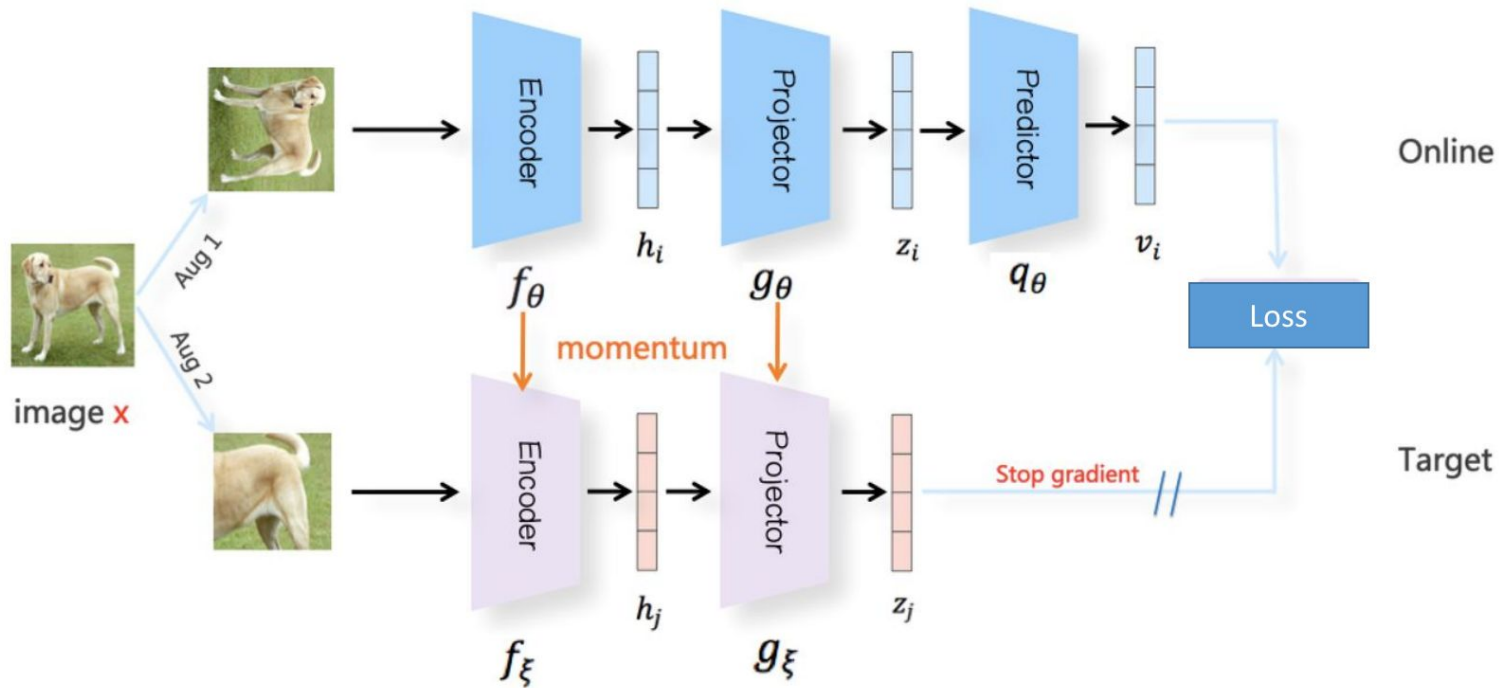 Encoder
Projector
Predictor
Online
Aug 1
h_i
z_i
v_i
f_θ
g_θ
q_θ
Loss
momentum
Aug 2
image x
Encoder
Projector
Stop gradient
Target
h_j
z_j
f_ξ
g_ξ